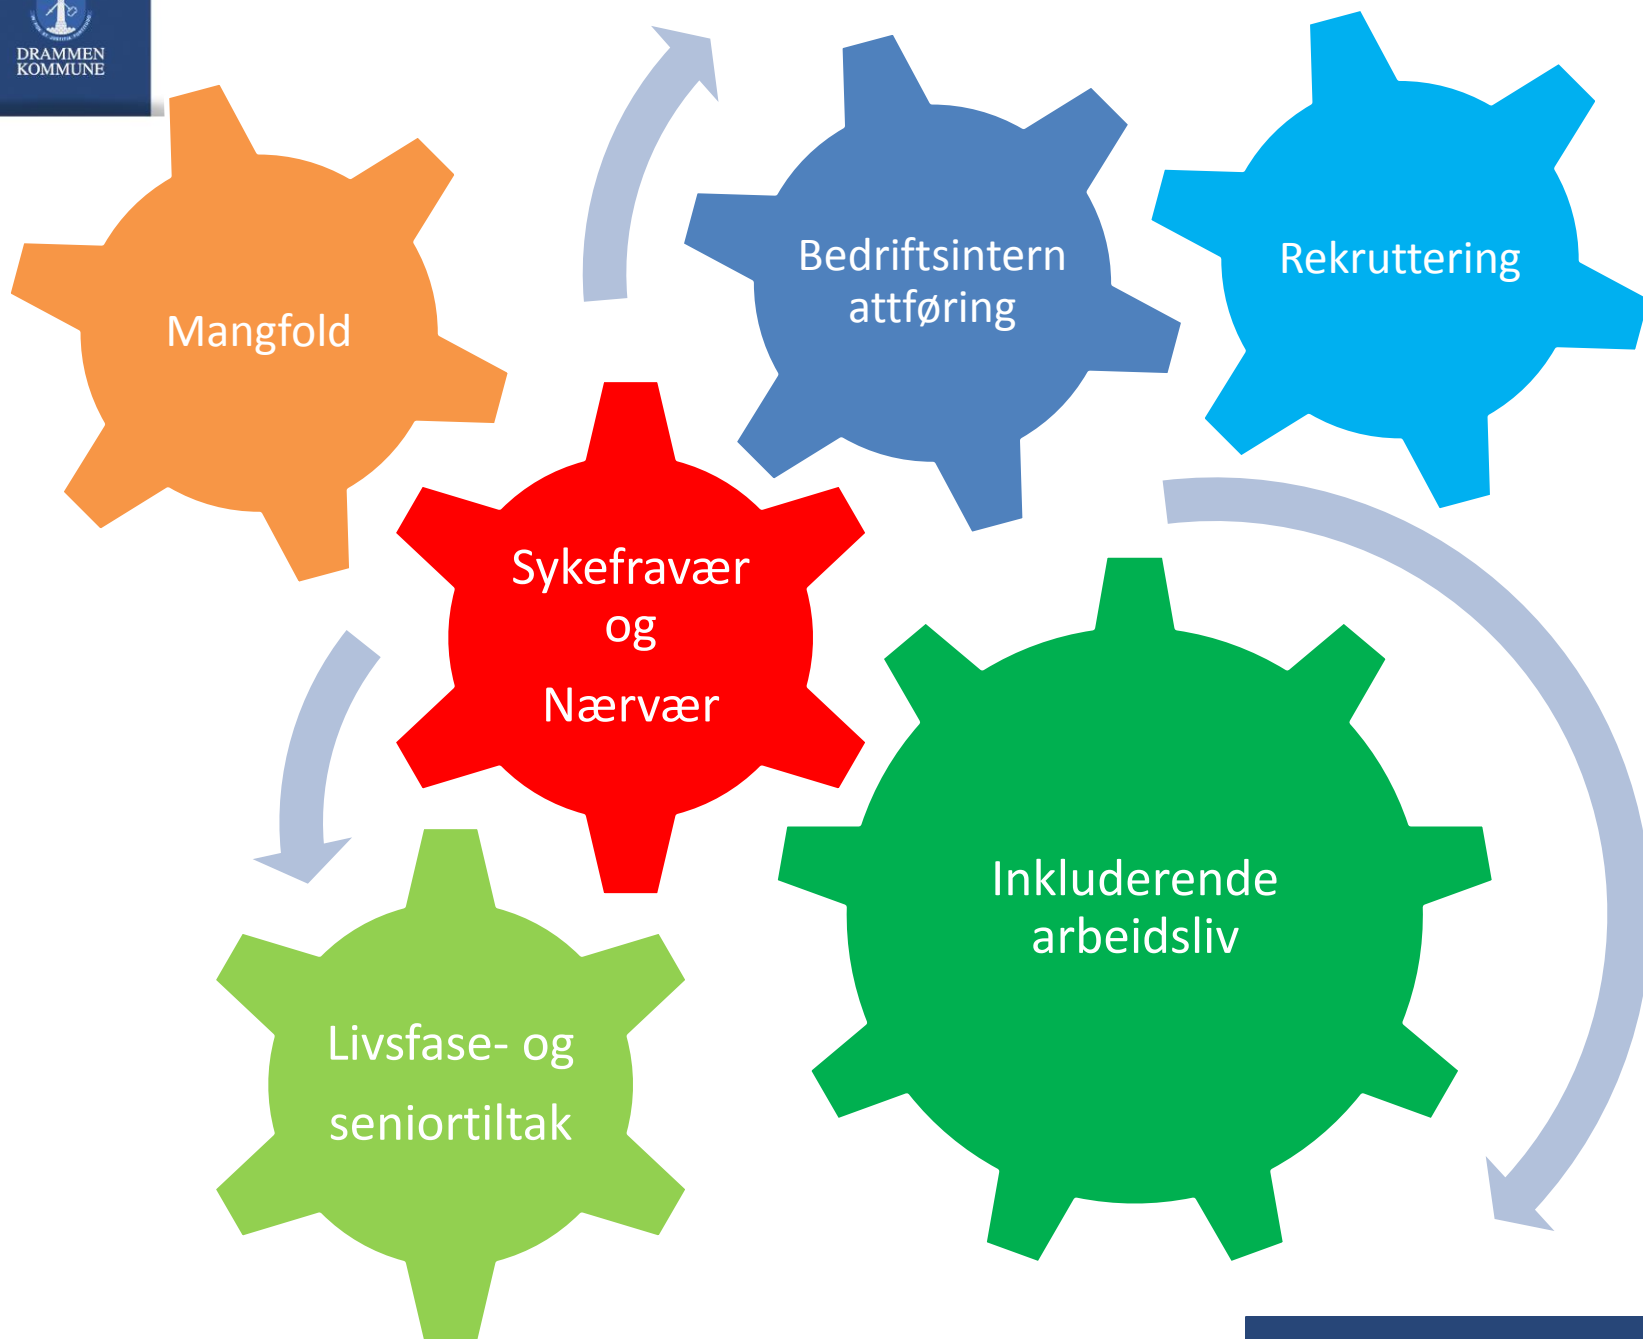 DRAMMEN
KOMMUNE
Mangfold
Bedriftsintern
attføring
Rekruttering
Sykefravær
og
Nærvær
Inkluderende
arbeidsliv
Livsfase- og
seniortiltak